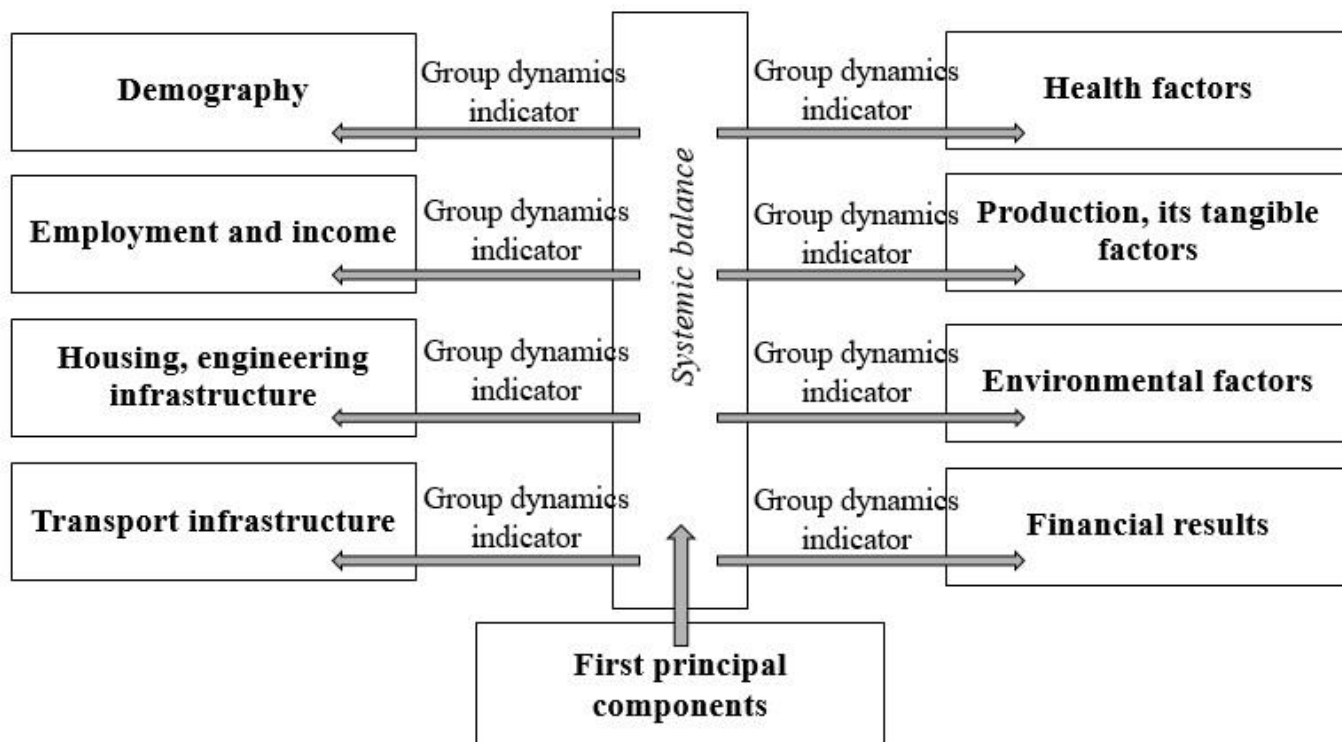 Demography
Group dynamics
indicator
Group dynamics
indicator
Health factors
Employment and income
Group dynamics
indicator
Systemic balance
Group dynamics
indicator
Production, its tangible
factors
Housing, engineering
infrastructure
Group dynamics
indicator
Group dynamics
indicator
Environmental factors
Transport infrastructure
Group dynamics
indicator
Group dynamics
indicator
Financial results
First principal
components